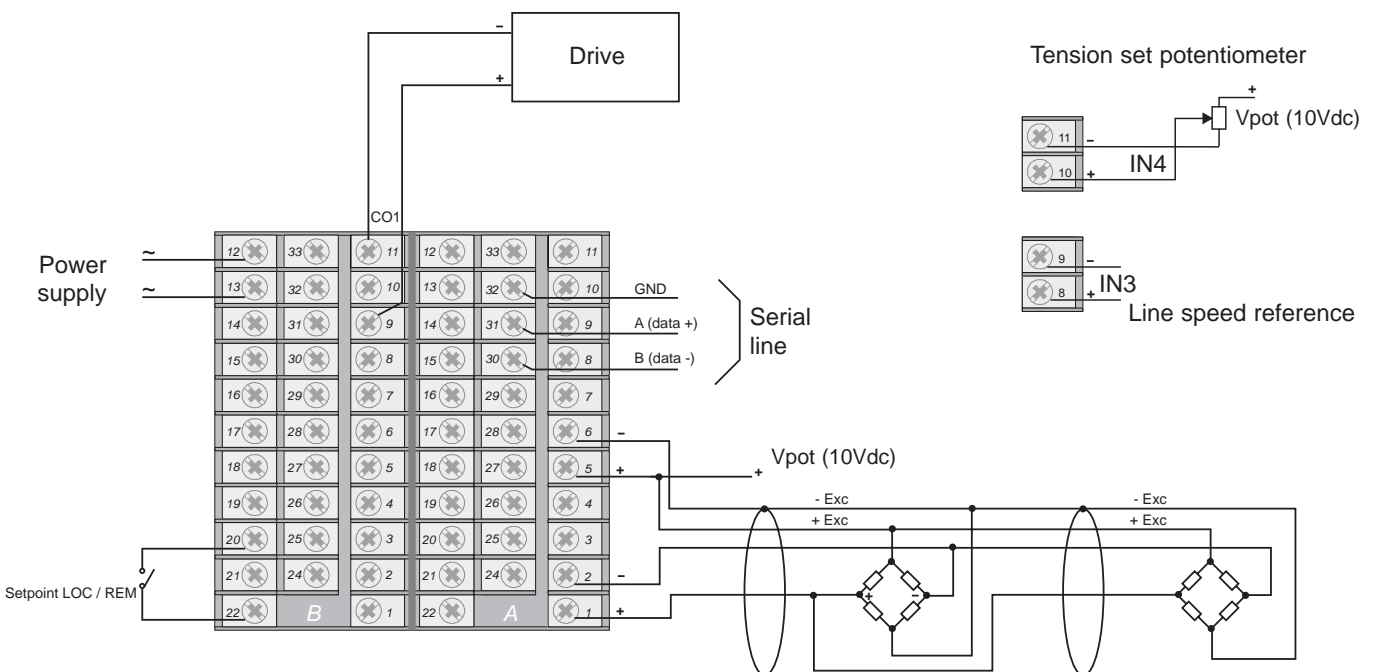 Drive
Tension set potentiometer
+
Vpot (10Vdc)
11 -
IN4
10 +
CO1
Power supply
~
~
12 33 11 12 33 11
13 32 10 13 32 10
14 31 9 14 31 9
15 30 8 15 30 8
16 29 7 16 29 7
17 28 6 17 28 6
18 27 5 18 27 5
19 26 4 19 26 4
20 25 3 20 25 3
21 24 2 21 24 2
22 B 1 22 A 1
GND
A (data +)
B (data -)
Serial
line
9 -
IN3
8 +
Line speed reference
-
+
-
+
+ Vpot (10Vdc)
- Exc
+ Exc
- Exc
+ Exc
-
+
+ -
Setpoint LOC / REM